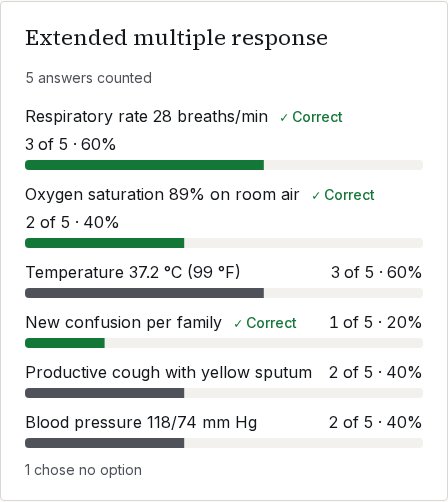 Extended multiple response
5 answers counted
Respiratory rate 28 breaths/min ✓ Correct
3 of 5 · 60%
Oxygen saturation 89% on room air ✓ Correct
2 of 5 · 40%
Temperature 37.2 °C (99 °F) 3 of 5 · 60%
New confusion per family ✓ Correct 1 of 5 · 20%
Productive cough with yellow sputum 2 of 5 · 40%
Blood pressure 118/74 mm Hg 2 of 5 · 40%
1 chose no option